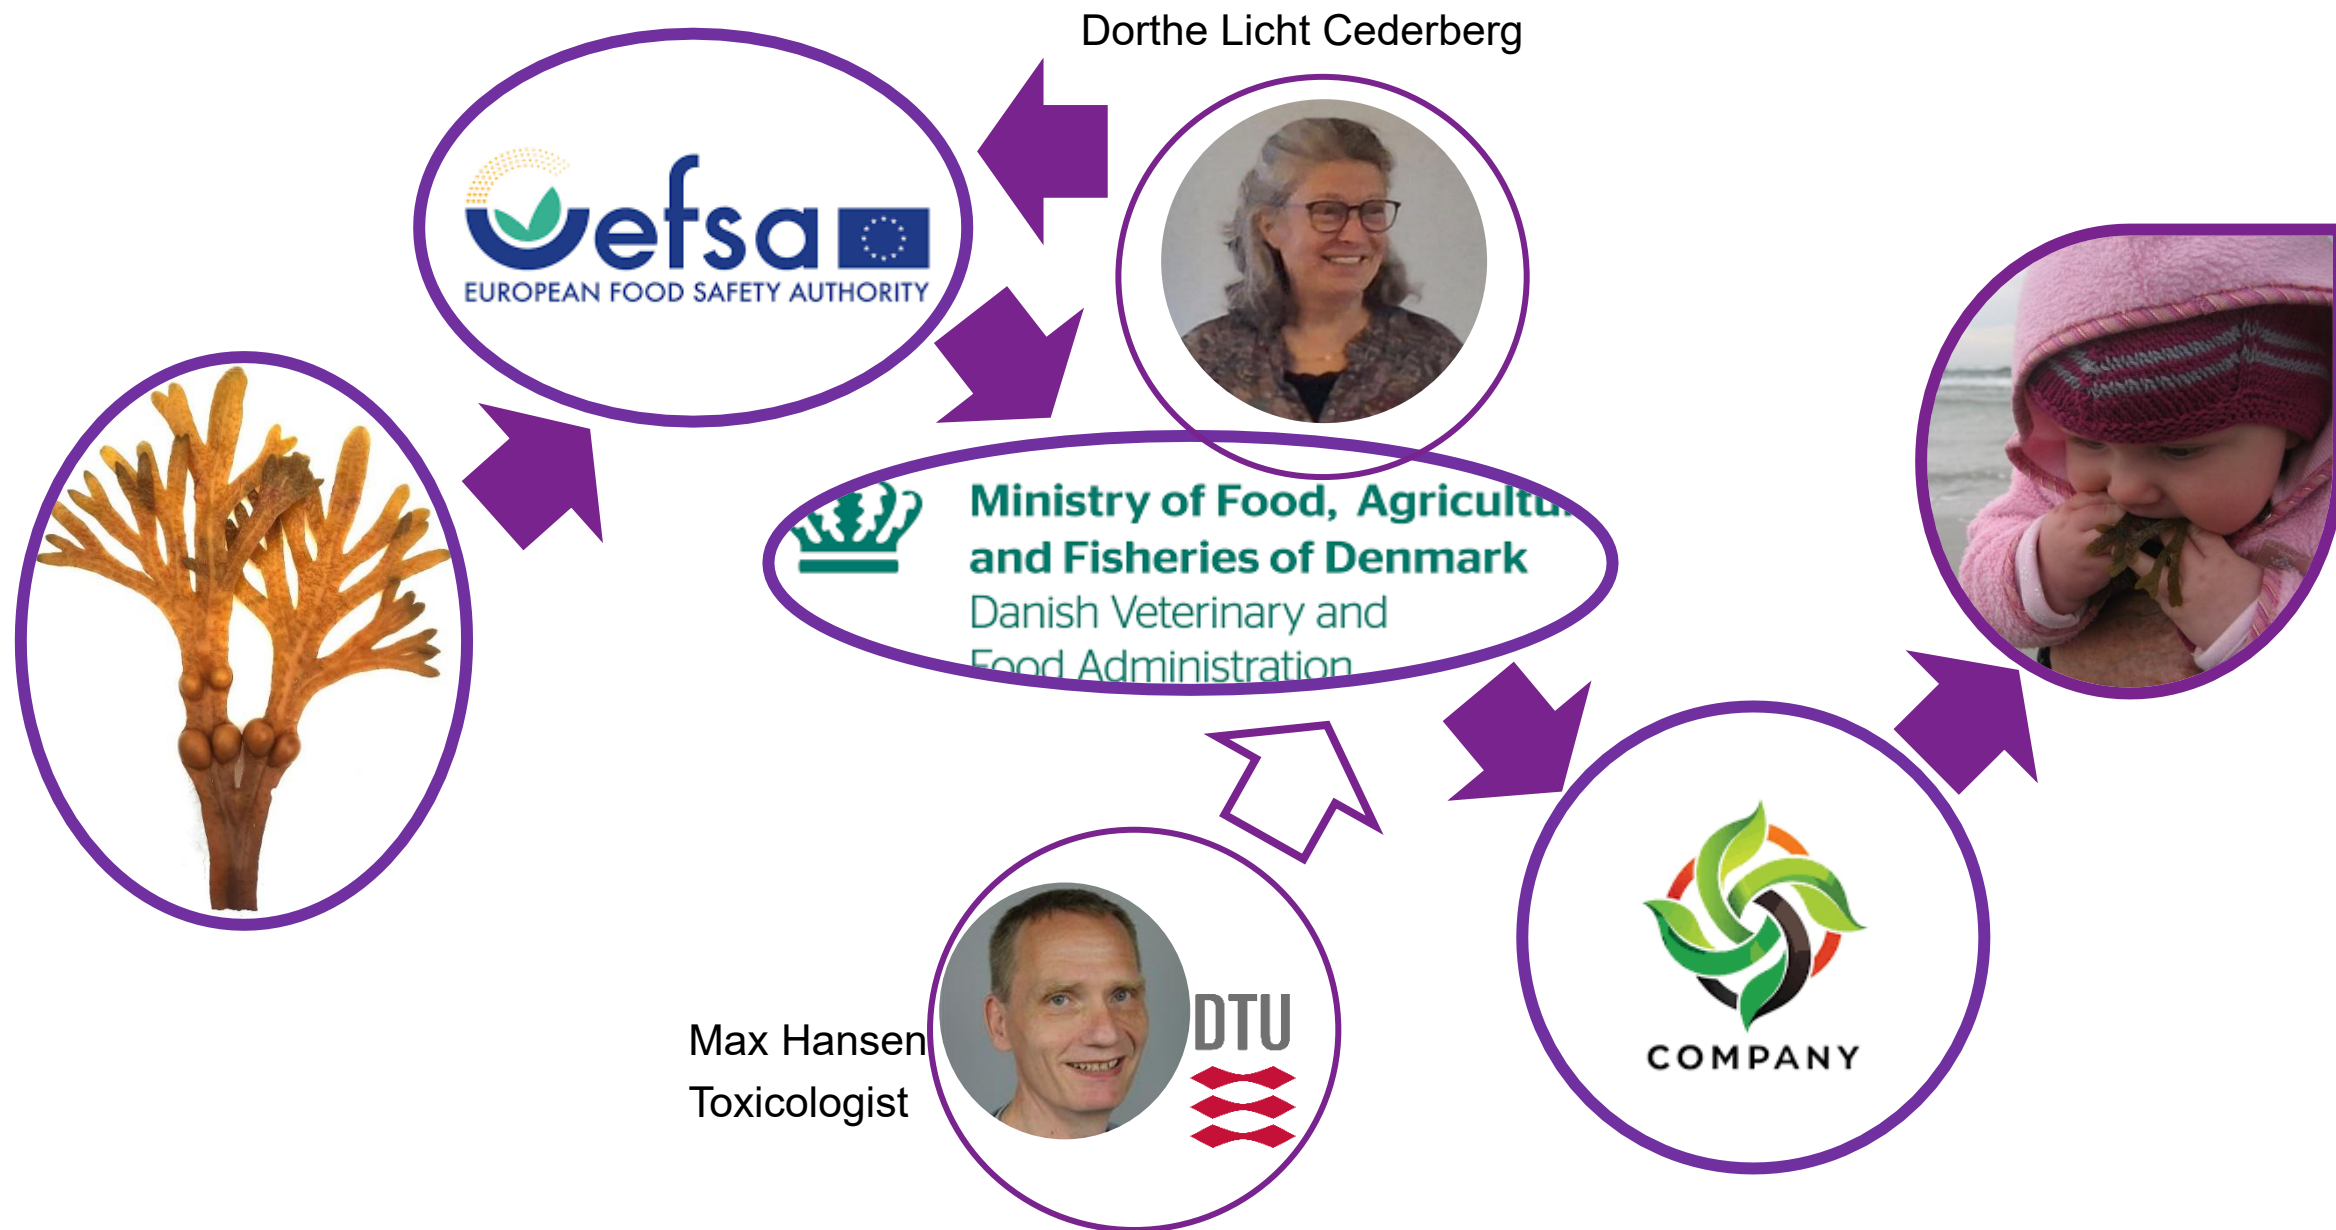 Dorthe Licht Cederberg
efsa
EUROPEAN FOOD SAFETY AUTHORITY
Ministry of Food, Agricultu
and Fisheries of Denmark
Danish Veterinary and
Food Administration
Max Hansen
Toxicologist
DTU
COMPANY